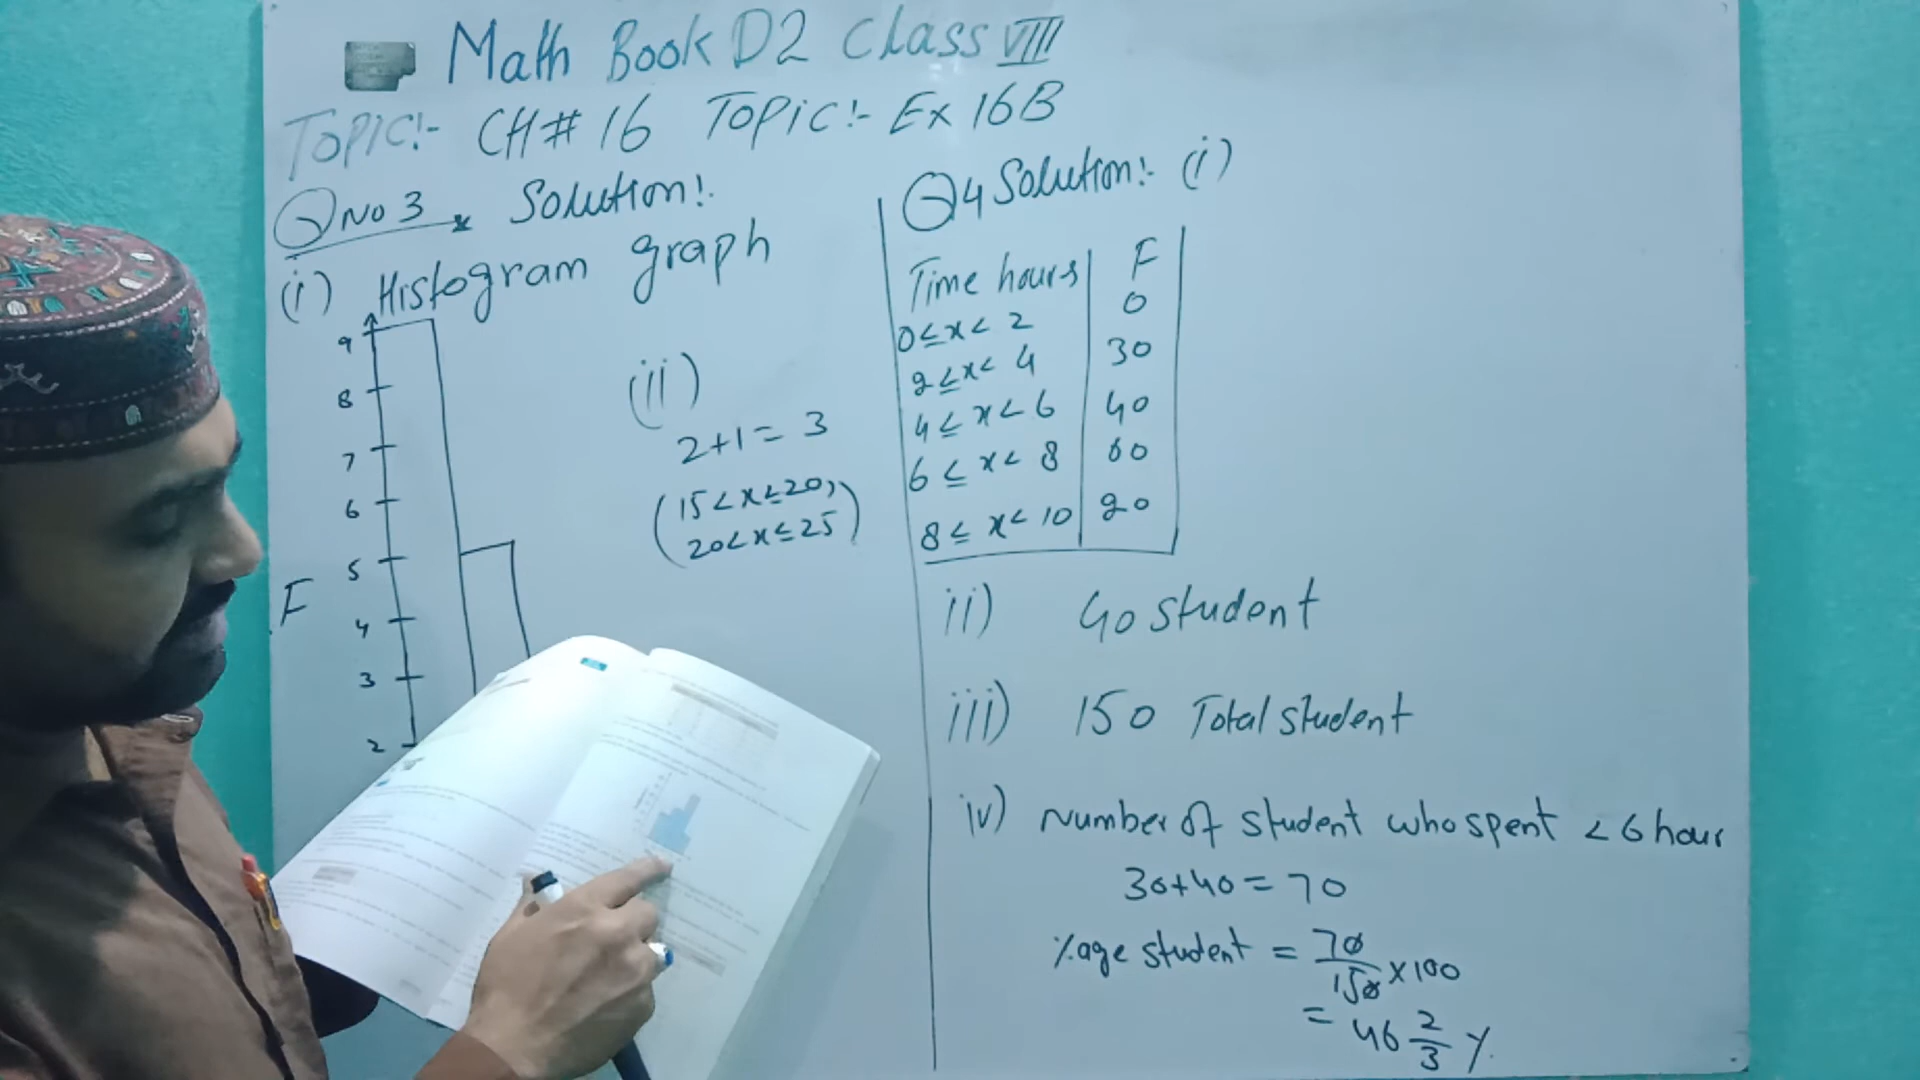 Math Book D2 Class VIII
Topic:- CH# 16 Topic:- Ex 16B
Q No 3 Solution:
(i) Histogram graph
9
8
7
6
5
4
3
2
F
(ii)
2+1=3
(15<x≤20,
20<x≤25)
Q4 Solution:- (i)
Time hours F
0≤x<2 0
2≤x<4 30
4≤x<6 40
6≤x<8 60
8≤x<10 20
ii) 40 student
iii) 150 Total student
iv) Number of student who spent <6 hour
30+40=70
%age student = 70/150 ×100
= 46 2/3 %